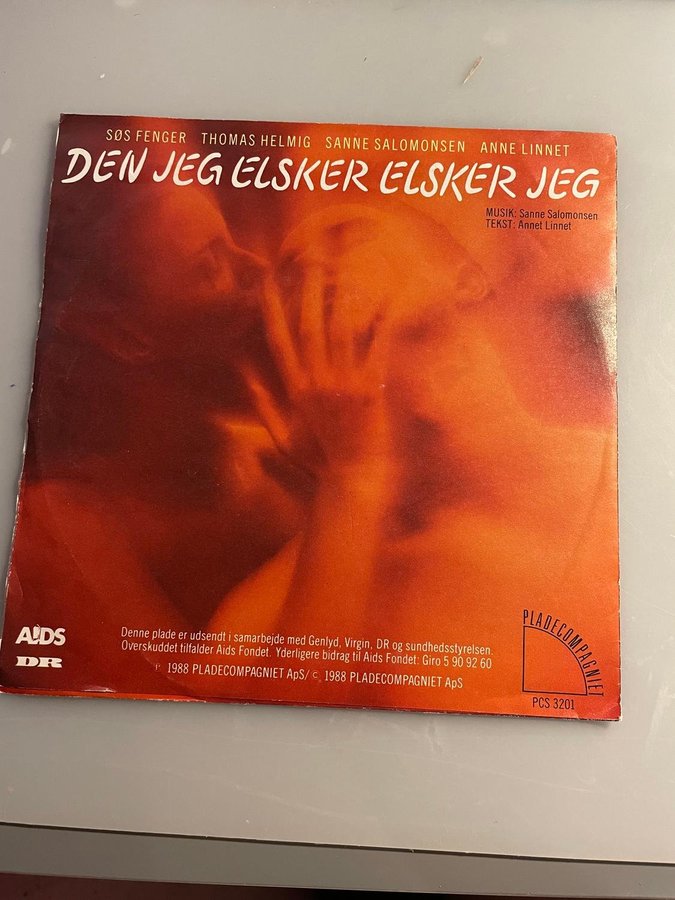 SØS FENGER THOMAS HELMIG SANNE SALOMONSEN ANNE LINNET
DEN JEG ELSKER ELSKER JEG
MUSIK: Sanne Salomonsen
TEKST: Annet Linnet
AIDS
DR
Denne plade er udsendt i samarbejde med Genlyd, Virgin, DR og sundhedsstyrelsen.
Overskuddet tilfalder Aids Fondet. Yderligere bidrag til Aids Fondet: Giro 5 90 92 60
℗ 1988 PLADECOMPAGNIET ApS/ © 1988 PLADECOMPAGNIET ApS
PLADECOMPAGNIET
PCS 3201